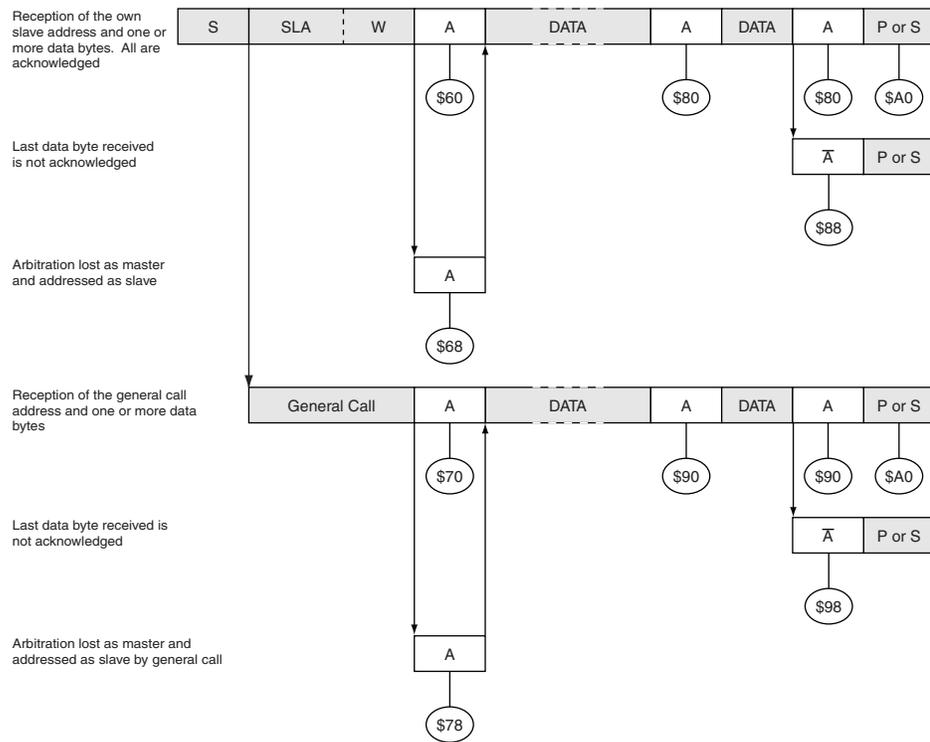 Reception of the own
slave address and one or
more data bytes. All are
acknowledged
S SLA W A DATA A DATA A P or S
$60 $80 $80 $A0
Last data byte received
is not acknowledged
A̅ P or S
$88
Arbitration lost as master
and addressed as slave
A
$68
Reception of the general call
address and one or more data
bytes
General Call A DATA A DATA A P or S
$70 $90 $90 $A0
Last data byte received is
not acknowledged
A̅ P or S
$98
Arbitration lost as master and
addressed as slave by general call
A
$78